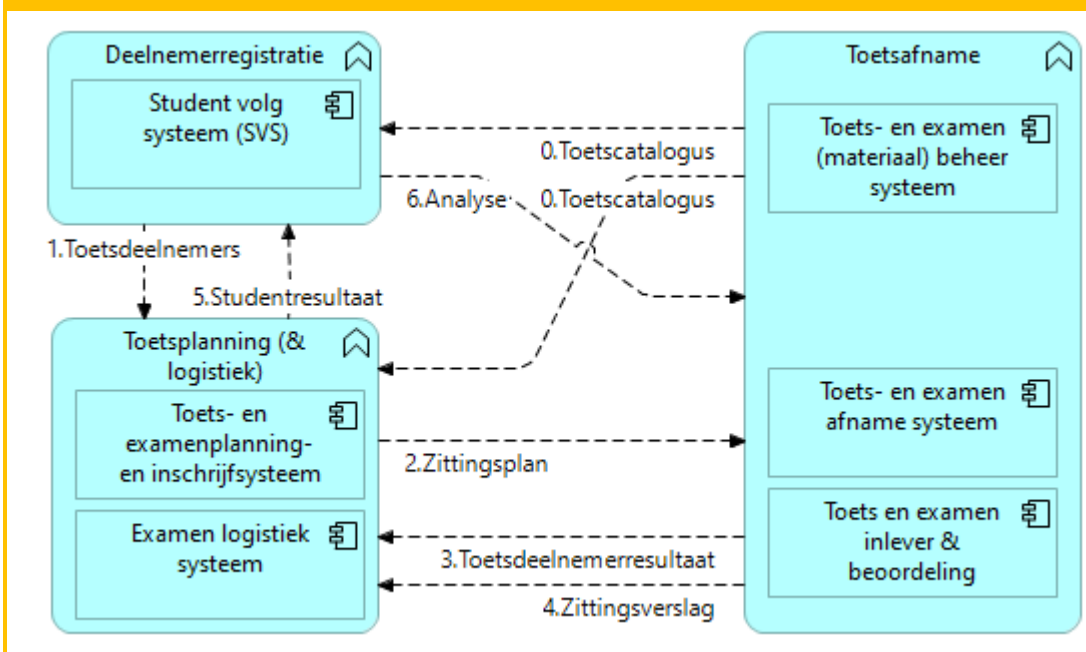 Deelnemerregistratie
Student volg
systeem (SVS)
Toetsafname
Toets- en examen
(materiaal) beheer
systeem
0.Toetscatalogus
6.Analyse
0.Toetscatalogus
1.Toetsdeelnemers
5.Studentresultaat
Toetsplanning (&
logistiek)
Toets- en
examenplanning-
en inschrijfsysteem
Toets- en examen
afname systeem
2.Zittingsplan
Examen logistiek
systeem
Toets en examen
inlever &
beoordeling
3.Toetsdeelnemerresultaat
4.Zittingsverslag